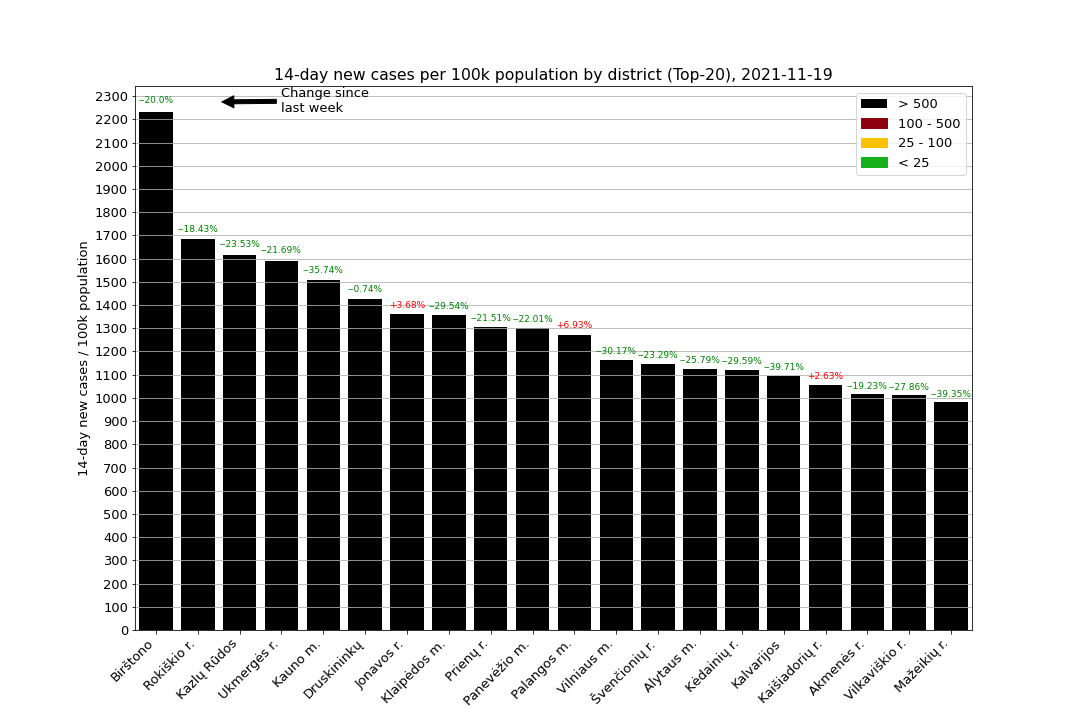 14-day new cases per 100k population by district (Top-20), 2021-11-19
Change since
last week
> 500
100 - 500
25 - 100
< 25
14-day new cases / 100k population
2300
2200
2100
2000
1900
1800
1700
1600
1500
1400
1300
1200
1100
1000
900
800
700
600
500
400
300
200
100
0
−20.0%
−18.43%
−23.53%
−21.69%
−35.74%
−0.74%
+3.68%
−29.54%
−21.51%
−22.01%
+6.93%
−30.17%
−23.29%
−25.79%
−29.59%
−39.71%
+2.63%
−19.23%
−27.86%
−39.35%
Birštono
Rokiškio r.
Kazlų Rūdos
Ukmergės r.
Kauno m.
Druskininkų
Jonavos r.
Klaipėdos m.
Prienų r.
Panevėžio m.
Palangos m.
Vilniaus m.
Švenčionių r.
Alytaus m.
Kėdainių r.
Kalvarijos
Kaišiadorių r.
Akmenės r.
Vilkaviškio r.
Mažeikių r.